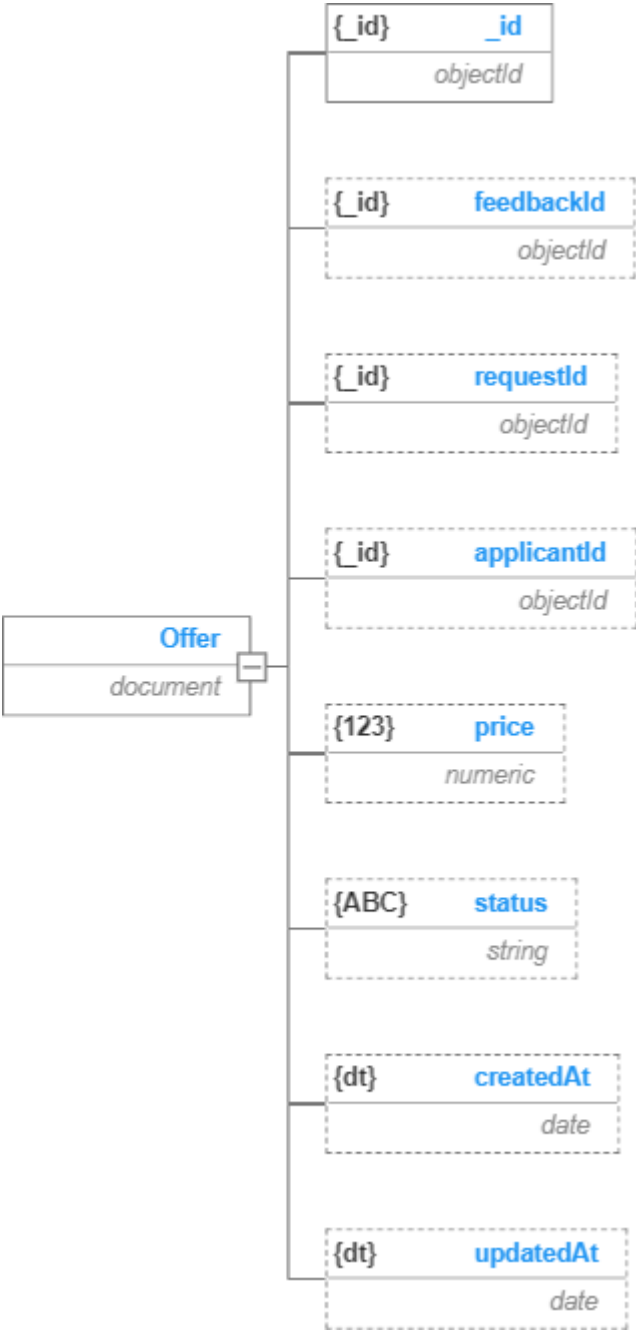 {_id} _id
objectId
{_id} feedbackId
objectId
{_id} requestId
objectId
{_id} applicantId
objectId
Offer
document
{123} price
numeric
{ABC} status
string
{dt} createdAt
date
{dt} updatedAt
date